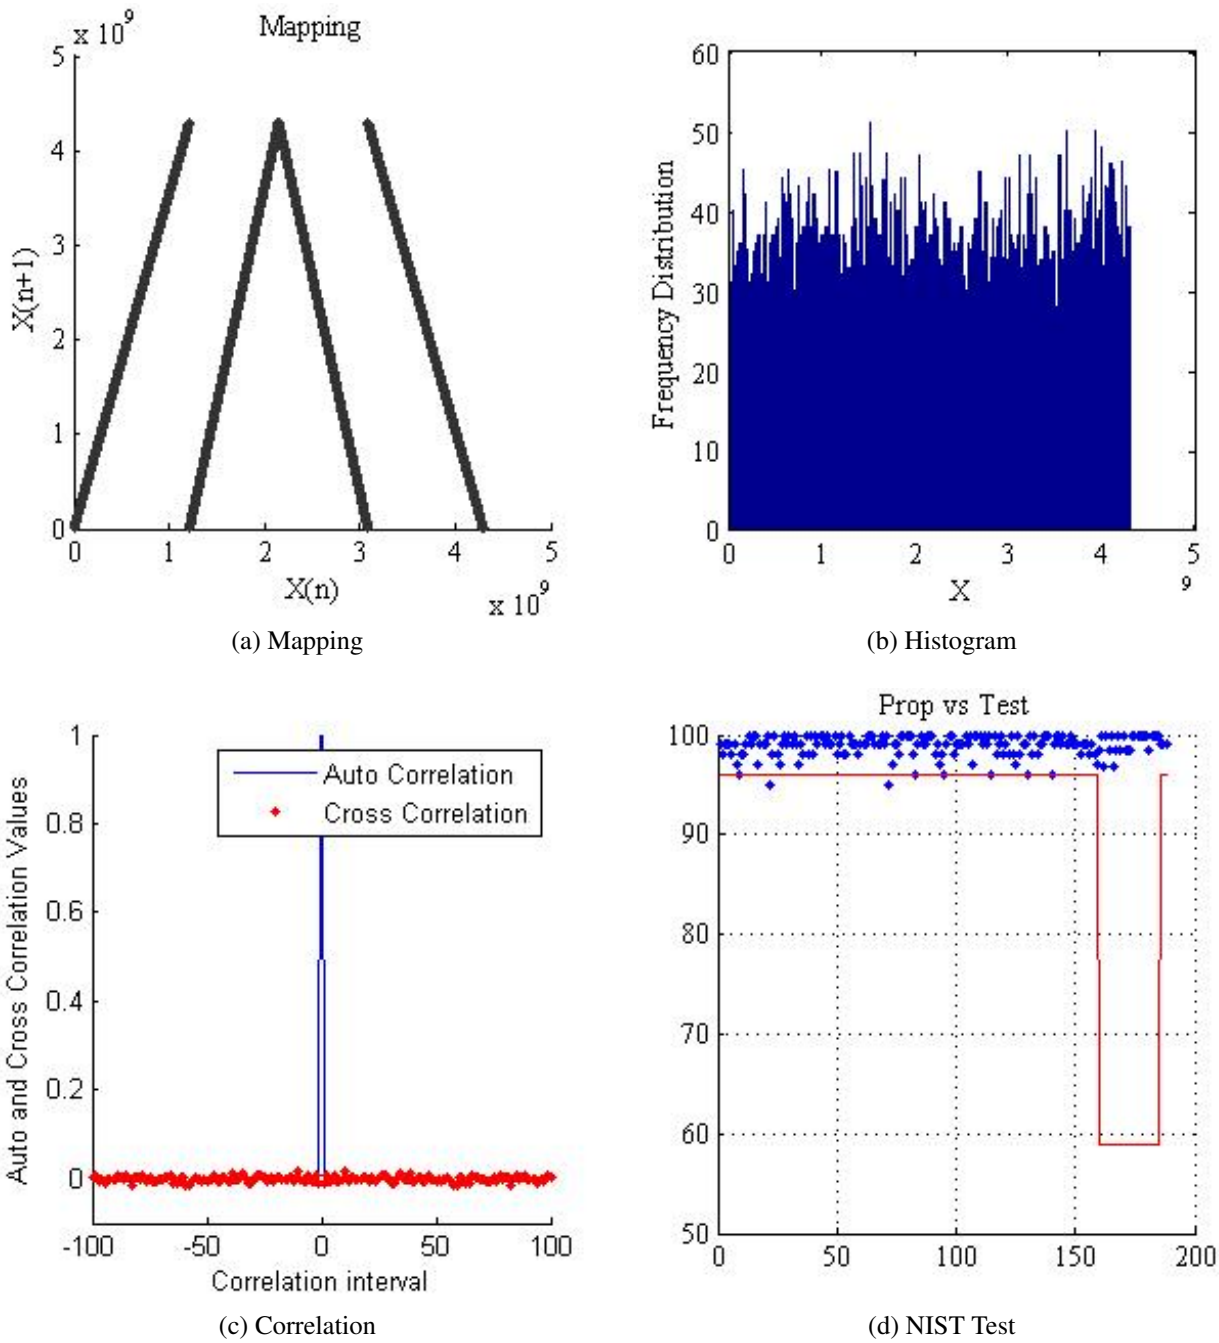 x 10^9
Mapping
5
4
3
2
1
0
X(n+1)
0 1 2 3 4 5
X(n)
x 10^9
(a) Mapping
60
50
40
30
20
10
0
Frequency Distribution
0 1 2 3 4 5
X
9
(b) Histogram
1
0.8
0.6
0.4
0.2
0
Auto and Cross Correlation Values
Auto Correlation
Cross Correlation
-100 -50 0 50 100
Correlation interval
(c) Correlation
Prop vs Test
100
90
80
70
60
50
0 50 100 150 200
(d) NIST Test